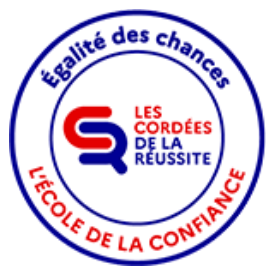 Égalité des chances
LES
CORDÉES
DE LA
RÉUSSITE
L'ÉCOLE DE LA CONFIANCE